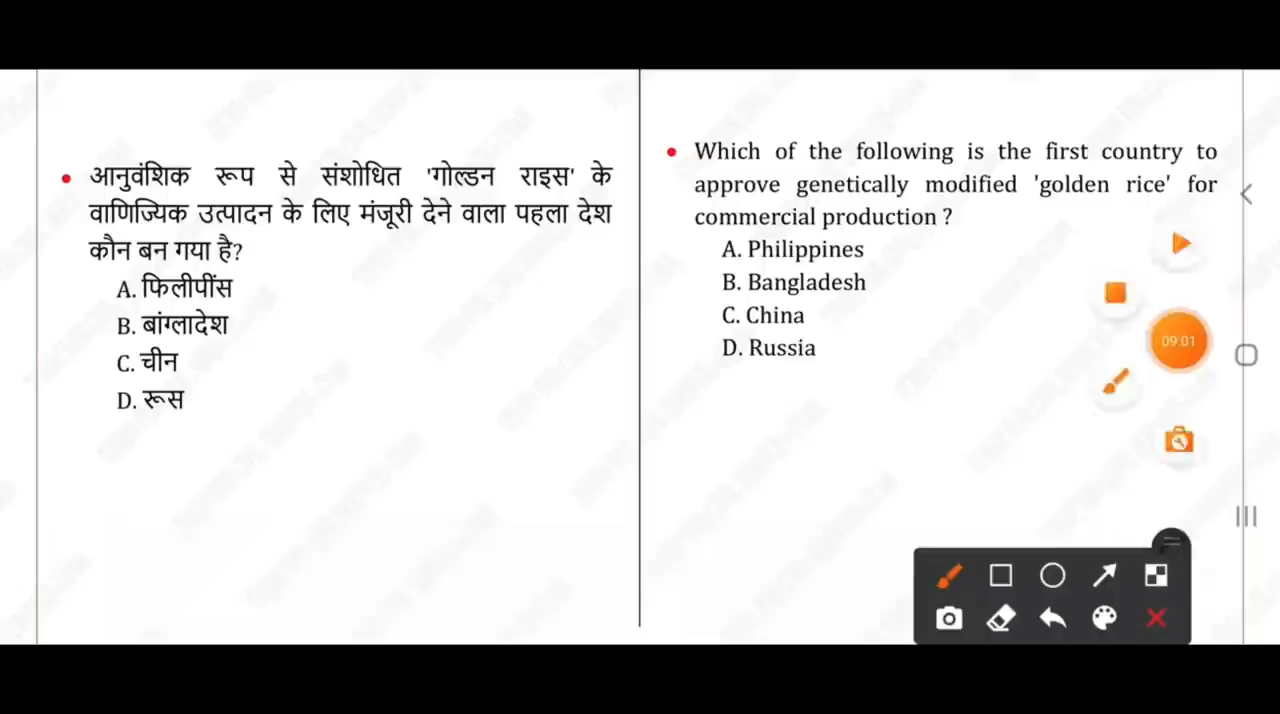 आनुवंशिक रूप से संशोधित 'गोल्डन राइस' के
वाणिज्यिक उत्पादन के लिए मंजूरी देने वाला पहला देश
कौन बन गया है?
A. फिलीपींस
B. बांग्लादेश
C. चीन
D. रूस
Which of the following is the first country to
approve genetically modified 'golden rice' for
commercial production ?
A. Philippines
B. Bangladesh
C. China
D. Russia
09:01